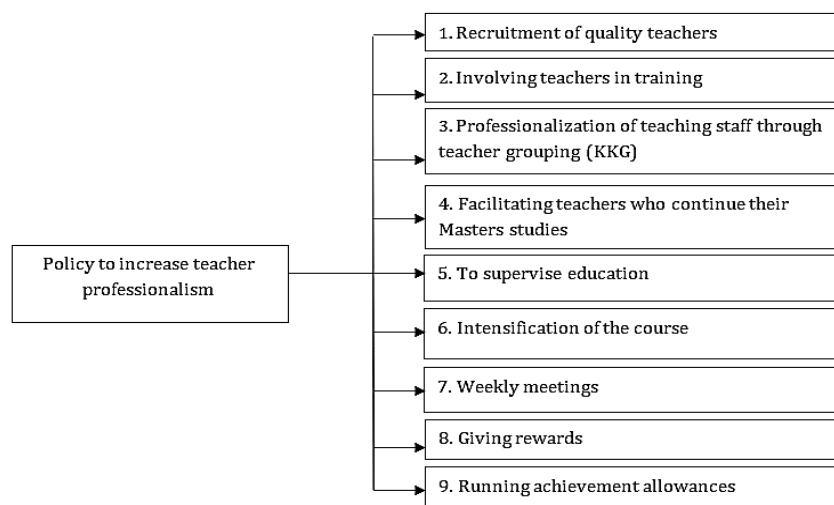 Policy to increase teacher
professionalism
1. Recruitment of quality teachers
2. Involving teachers in training
3. Professionalization of teaching staff through
teacher grouping (KKG)
4. Facilitating teachers who continue their
Masters studies
5. To supervise education
6. Intensification of the course
7. Weekly meetings
8. Giving rewards
9. Running achievement allowances